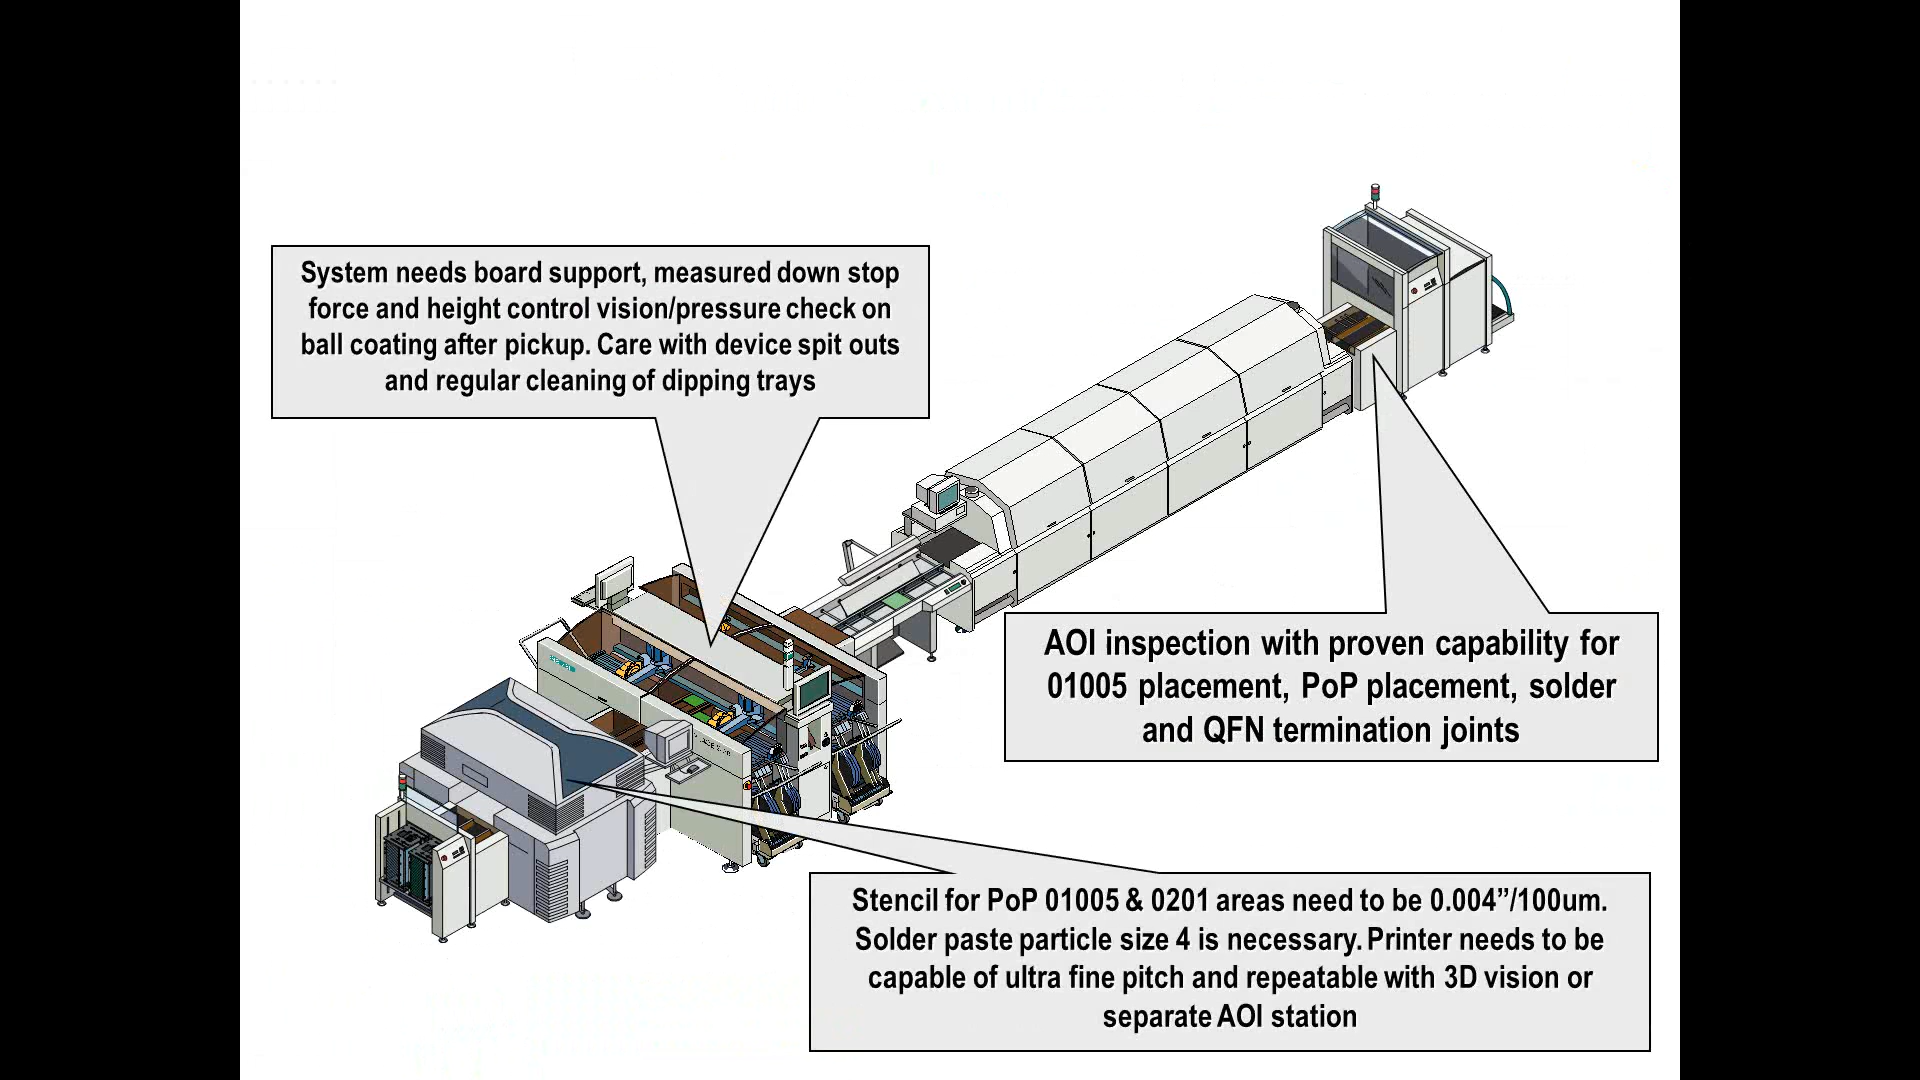 System needs board support, measured down stop
force and height control vision/pressure check on
ball coating after pickup. Care with device spit outs
and regular cleaning of dipping trays
AOI inspection with proven capability for
01005 placement, PoP placement, solder
and QFN termination joints
Stencil for PoP 01005 & 0201 areas need to be 0.004”/100um.
Solder paste particle size 4 is necessary. Printer needs to be
capable of ultra fine pitch and repeatable with 3D vision or
separate AOI station